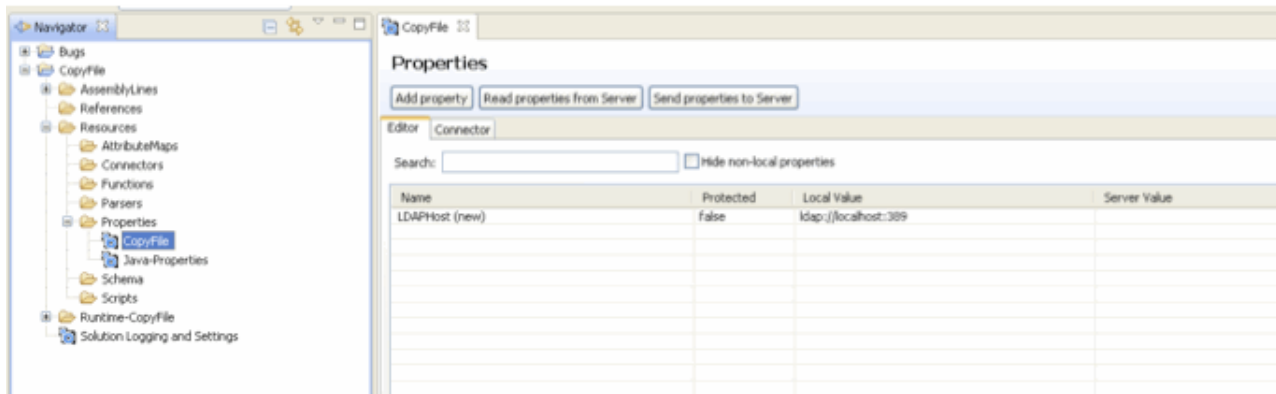 Navigator
Bugs
CopyFile
AssemblyLines
References
Resources
AttributeMaps
Connectors
Functions
Parsers
Properties
CopyFile
Java-Properties
Schema
Scripts
Runtime-CopyFile
Solution Logging and Settings
CopyFile
Properties
Add property Read properties from Server Send properties to Server
Editor Connector
Search: Hide non-local properties
Name Protected Local Value Server Value
LDAPHost (new) false ldap://localhost:389